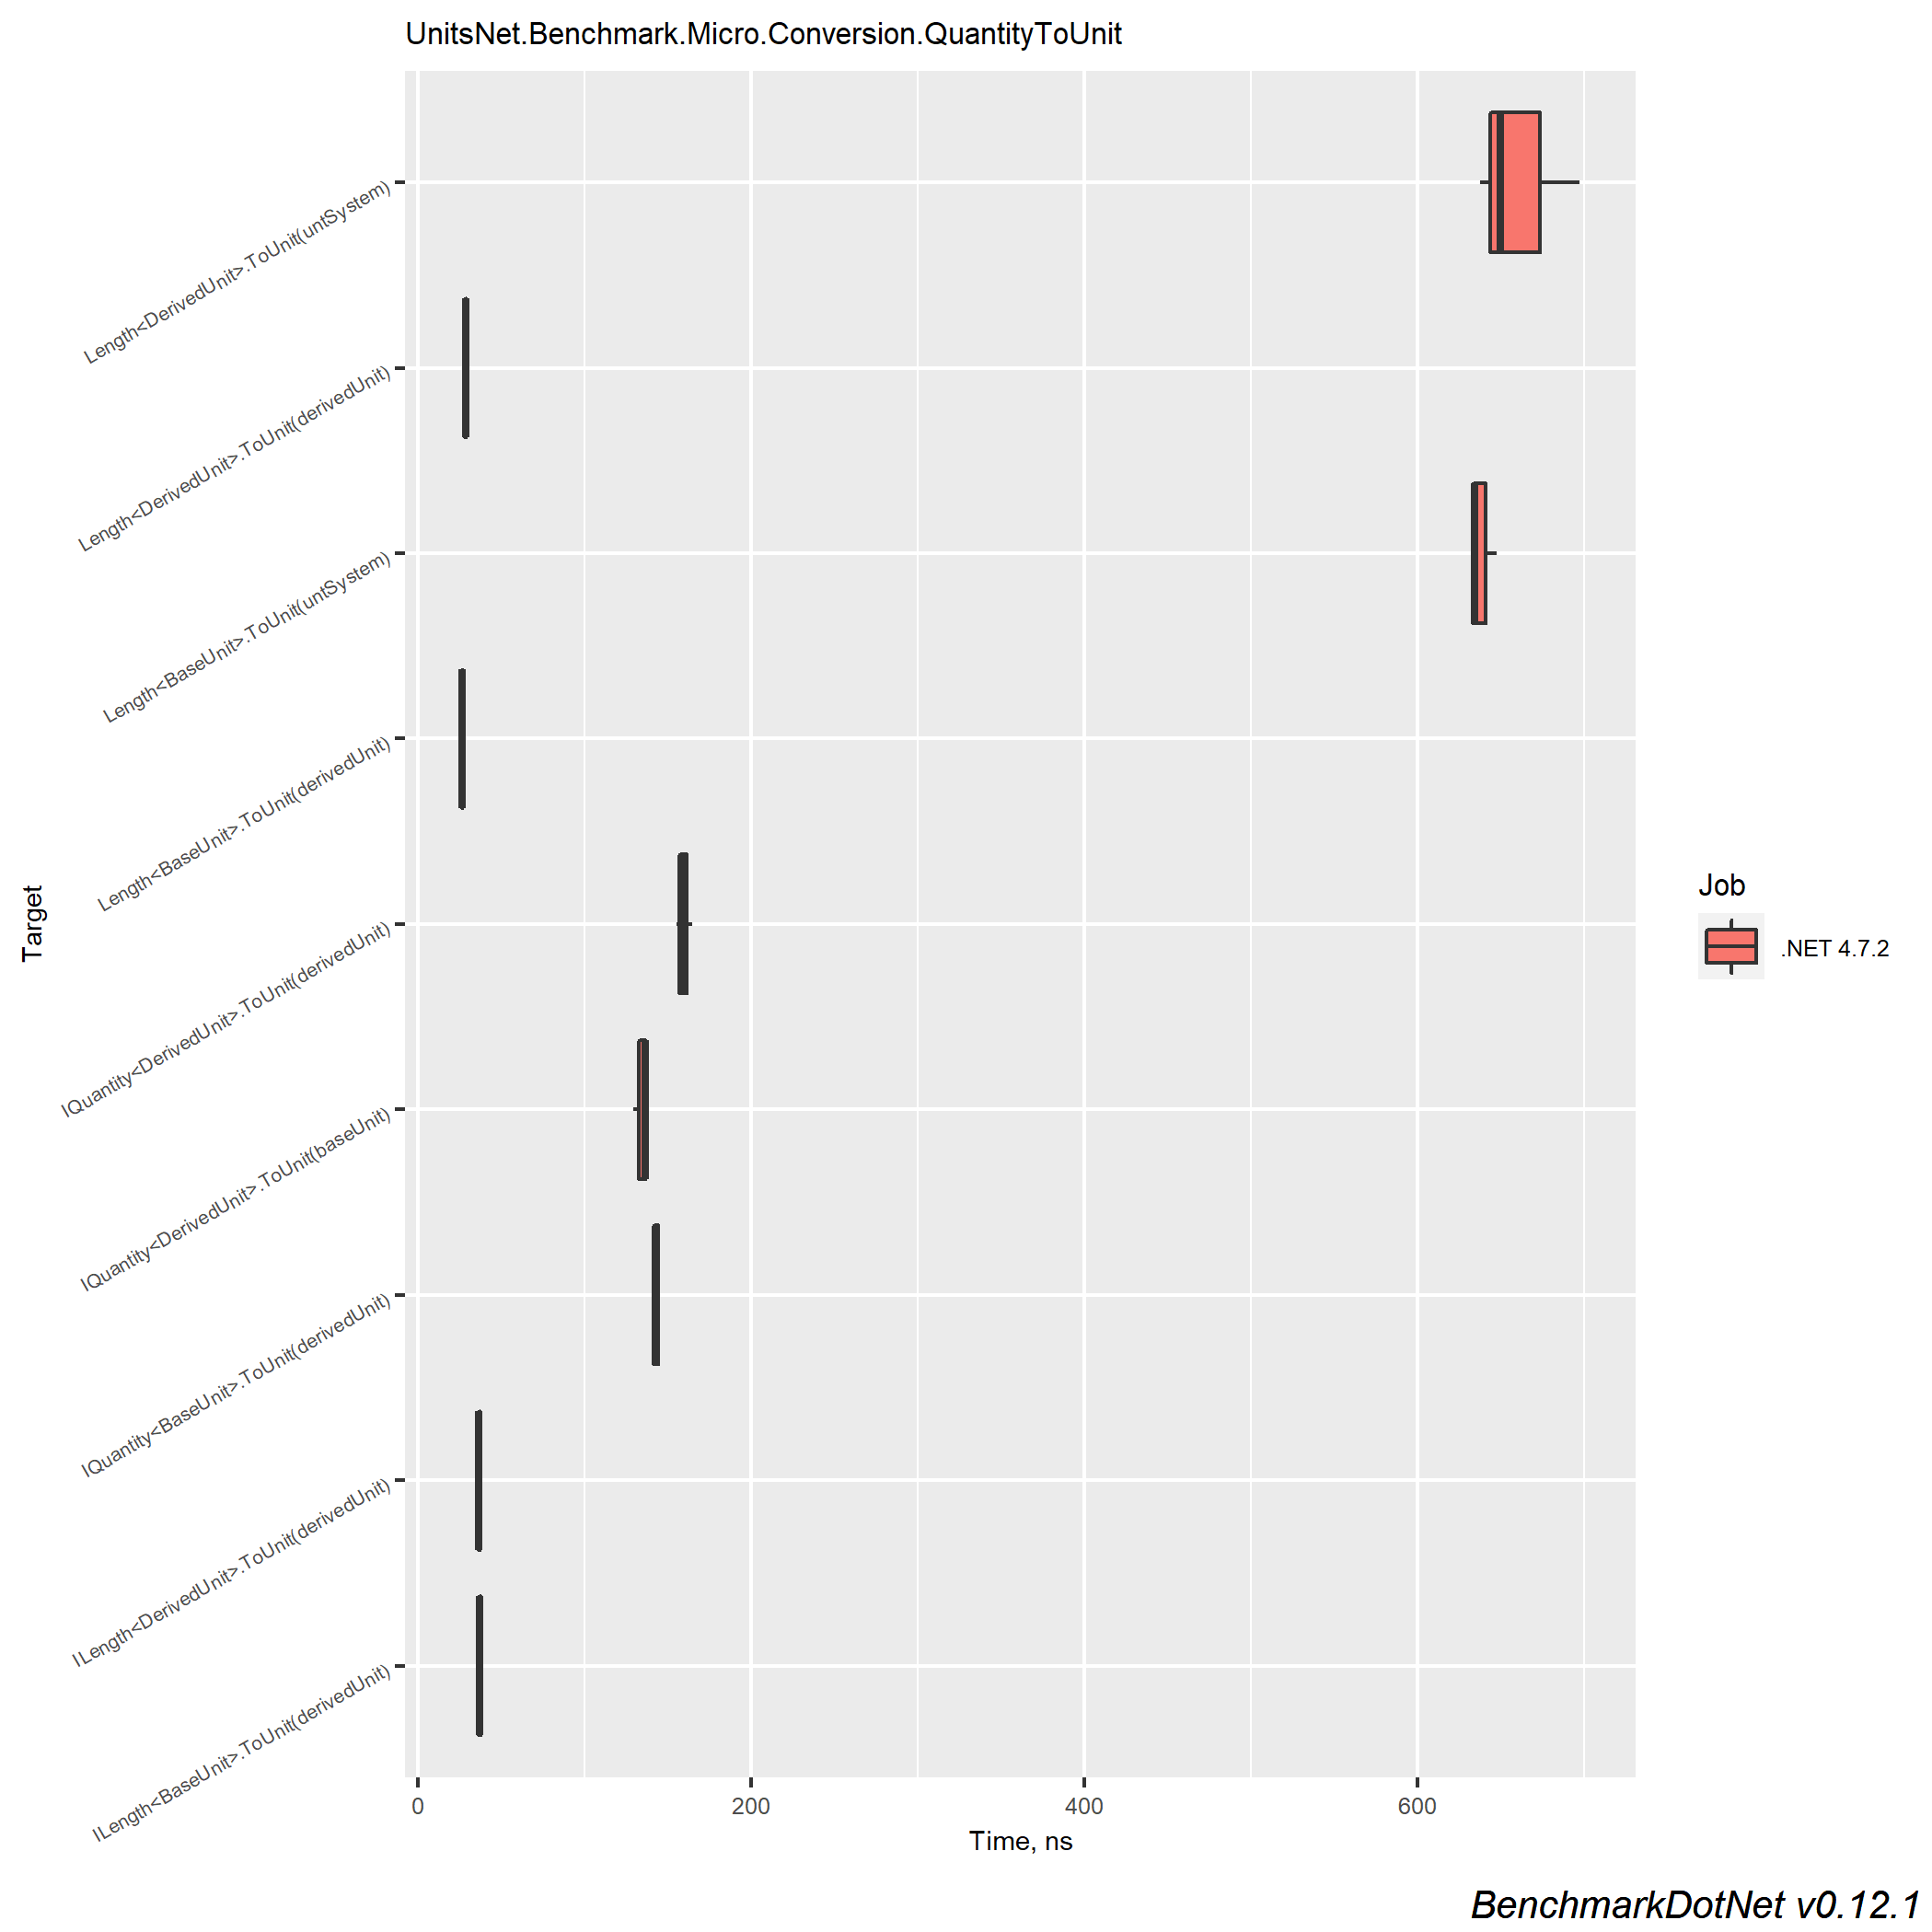 UnitsNet.Benchmark.Micro.Conversion.QuantityToUnit
Length<DerivedUnit>.ToUnit(untSystem)
Length<DerivedUnit>.ToUnit(derivedUnit)
Length<BaseUnit>.ToUnit(untSystem)
Length<BaseUnit>.ToUnit(derivedUnit)
IQuantity<DerivedUnit>.ToUnit(derivedUnit)
IQuantity<DerivedUnit>.ToUnit(baseUnit)
IQuantity<BaseUnit>.ToUnit(derivedUnit)
ILength<DerivedUnit>.ToUnit(derivedUnit)
ILength<BaseUnit>.ToUnit(derivedUnit)
Target
0 200 400 600
Time, ns
Job
.NET 4.7.2
BenchmarkDotNet v0.12.1